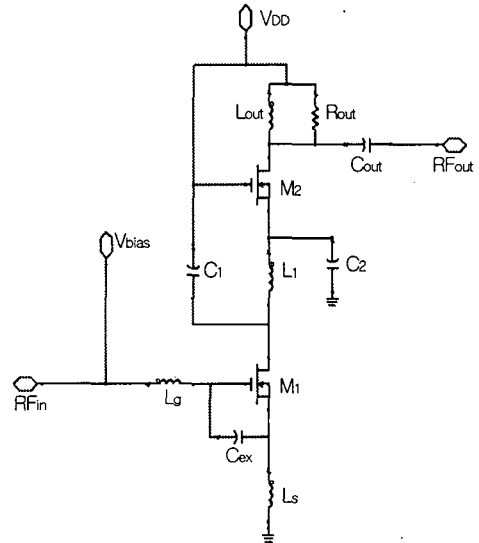 VDD
Lout
Rout
Cout
RFout
M2
Vbias
C1
L1
C2
RFin
Lg
M1
Cex
Ls